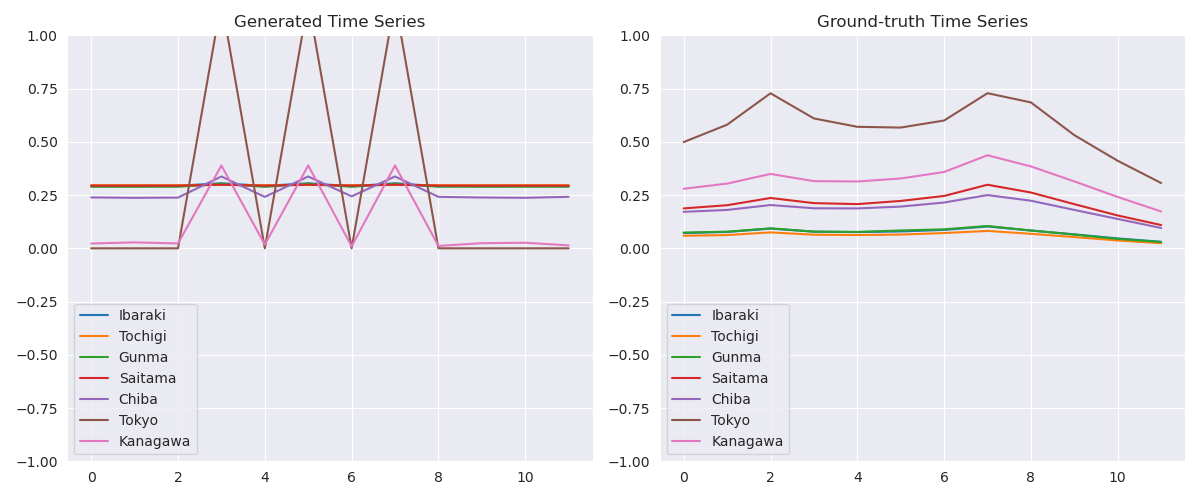 Generated Time Series
1.00
0.75
0.50
0.25
0.00
−0.25
−0.50
−0.75
−1.00
Ibaraki
Tochigi
Gunma
Saitama
Chiba
Tokyo
Kanagawa
0 2 4 6 8 10
Ground-truth Time Series
1.00
0.75
0.50
0.25
0.00
−0.25
−0.50
−0.75
−1.00
Ibaraki
Tochigi
Gunma
Saitama
Chiba
Tokyo
Kanagawa
0 2 4 6 8 10